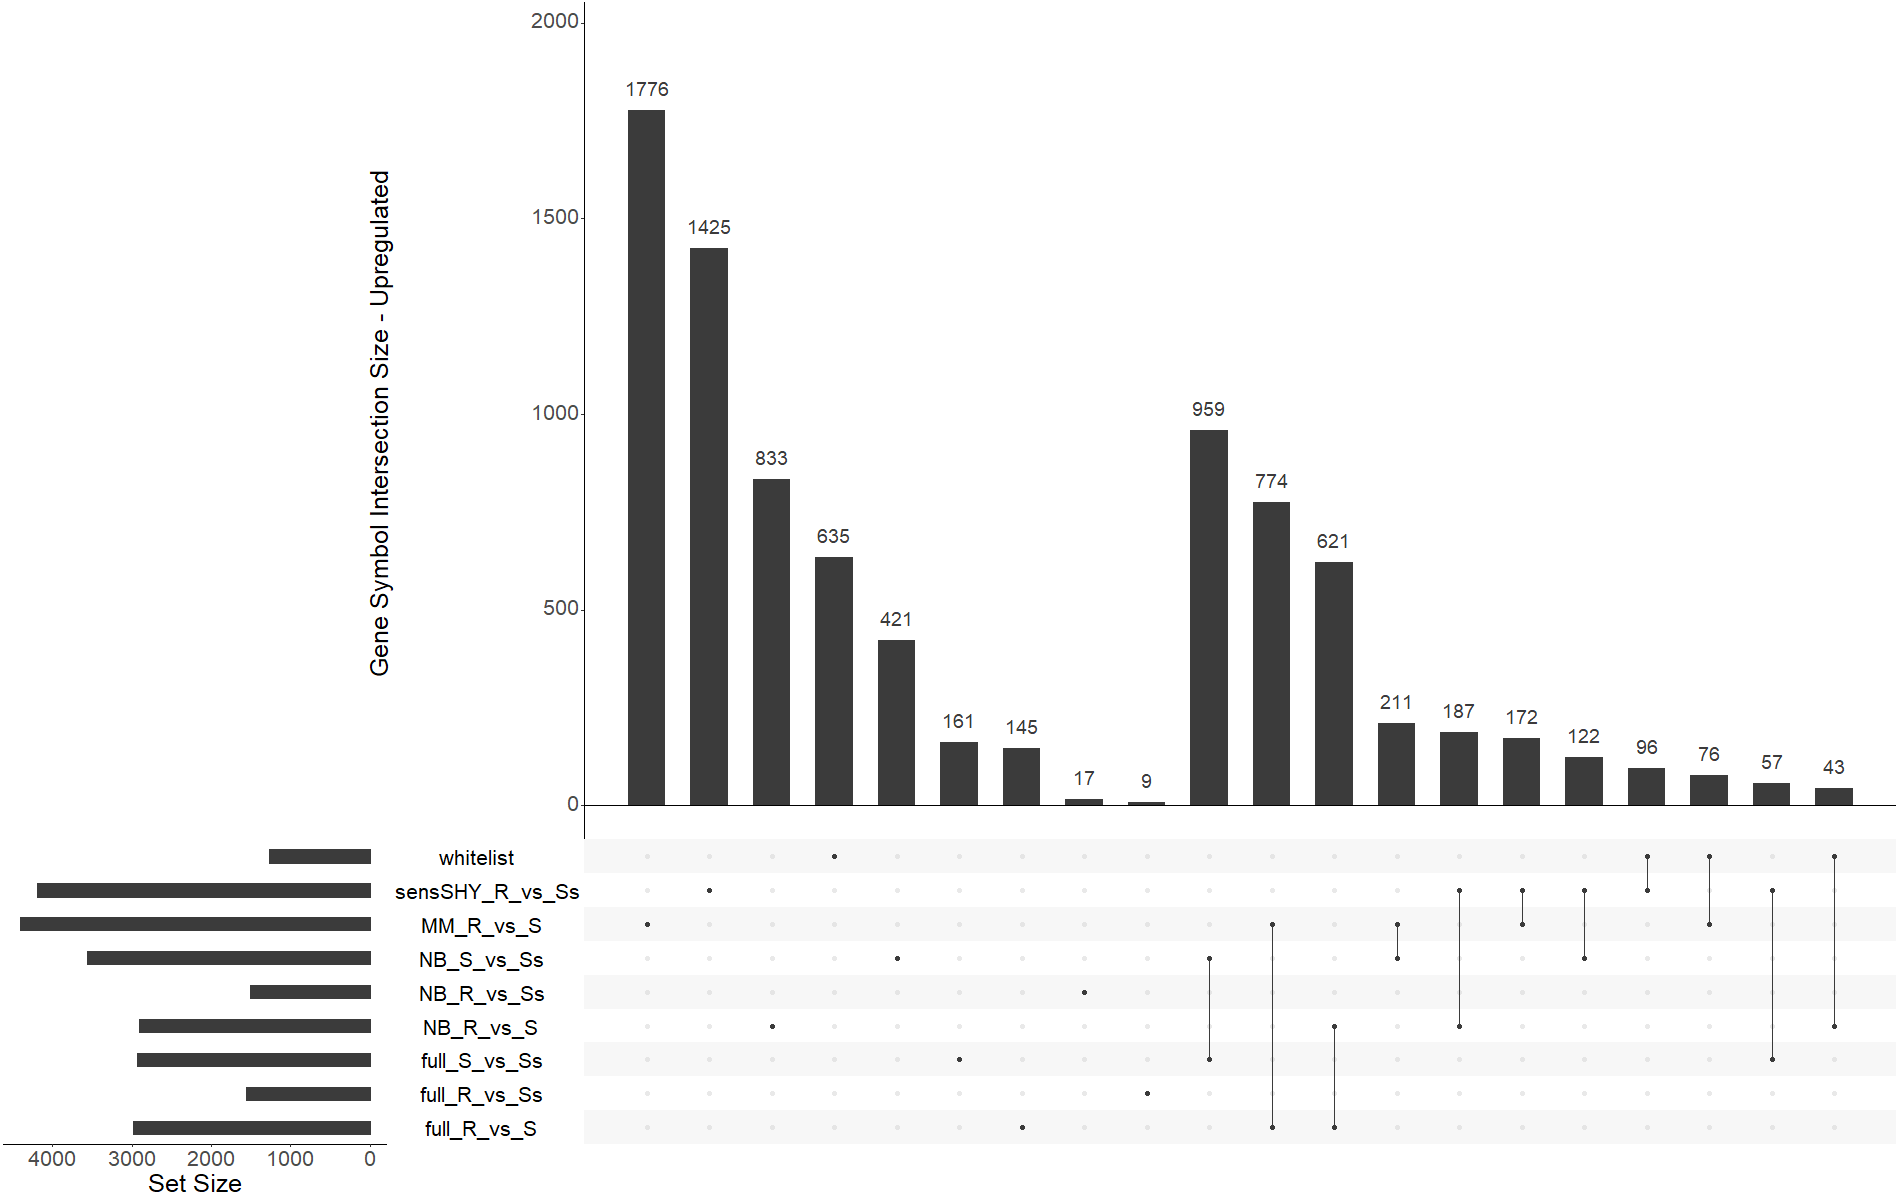 Gene Symbol Intersection Size - Upregulated
2000
1500
1000
500
0
1776
1425
833
635
421
161
145
17
9
959
774
621
211
187
172
122
96
76
57
43
whitelist
sensSHY_R_vs_Ss
MM_R_vs_S
NB_S_vs_Ss
NB_R_vs_Ss
NB_R_vs_S
full_S_vs_Ss
full_R_vs_Ss
full_R_vs_S
4000 3000 2000 1000 0
Set Size